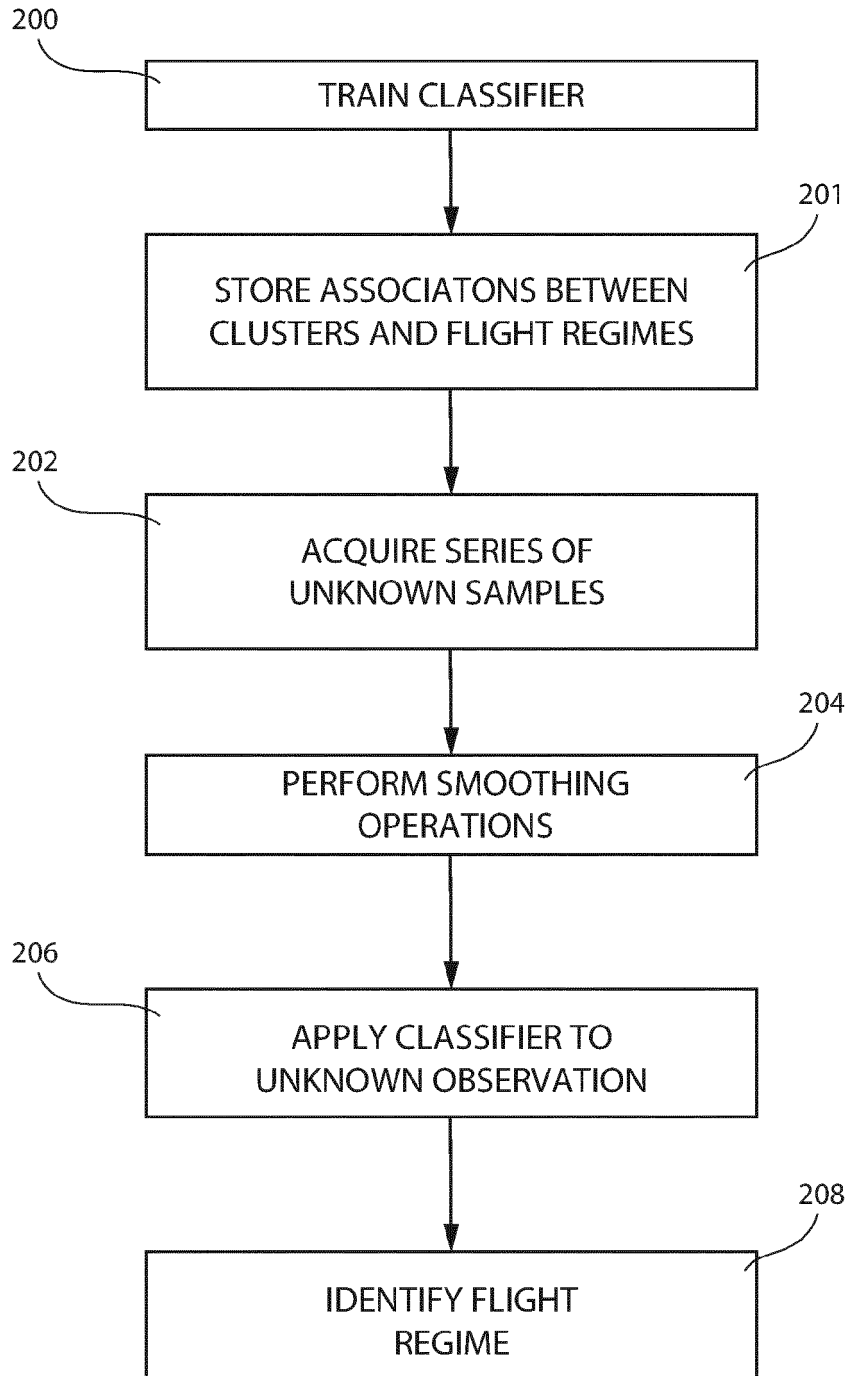 200
TRAIN CLASSIFIER
201
STORE ASSOCIATONS BETWEEN
CLUSTERS AND FLIGHT REGIMES
202
ACQUIRE SERIES OF
UNKNOWN SAMPLES
204
PERFORM SMOOTHING
OPERATIONS
206
APPLY CLASSIFIER TO
UNKNOWN OBSERVATION
208
IDENTIFY FLIGHT
REGIME